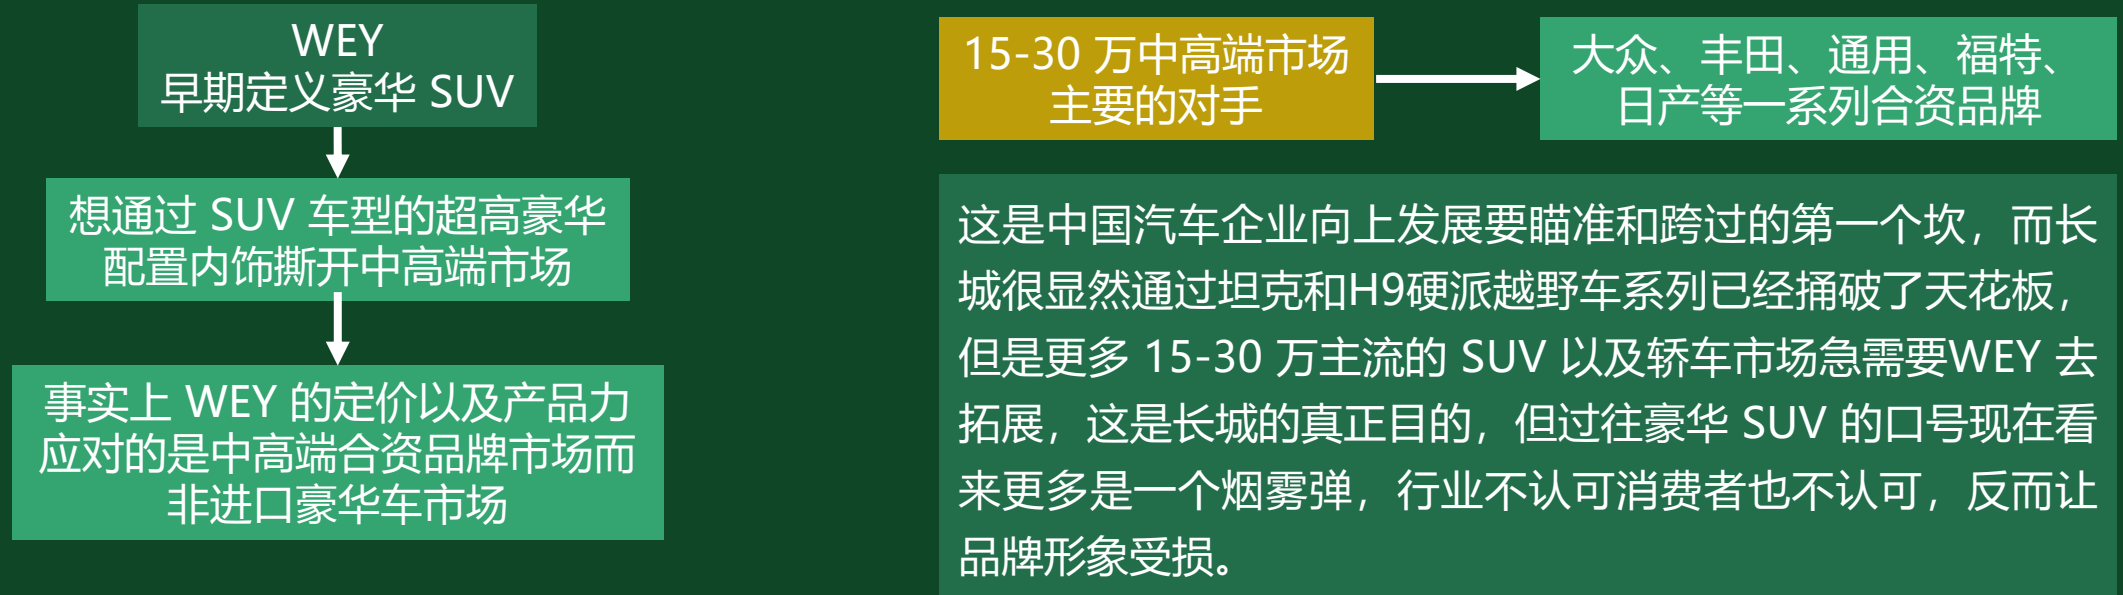 WEY
早期定义豪华 SUV
想通过 SUV 车型的超高豪华
配置内饰撕开中高端市场
事实上 WEY 的定价以及产品力
应对的是中高端合资品牌市场而
非进口豪华车市场
15-30 万中高端市场
主要的对手
大众、丰田、通用、福特、
日产等一系列合资品牌
这是中国汽车企业向上发展要瞄准和跨过的第一个坎，而长
城很显然通过坦克和H9硬派越野车系列已经捅破了天花板，
但是更多 15-30 万主流的 SUV 以及轿车市场急需要WEY 去
拓展，这是长城的真正目的，但过往豪华 SUV 的口号现在看
来更多是一个烟雾弹，行业不认可消费者也不认可，反而让
品牌形象受损。